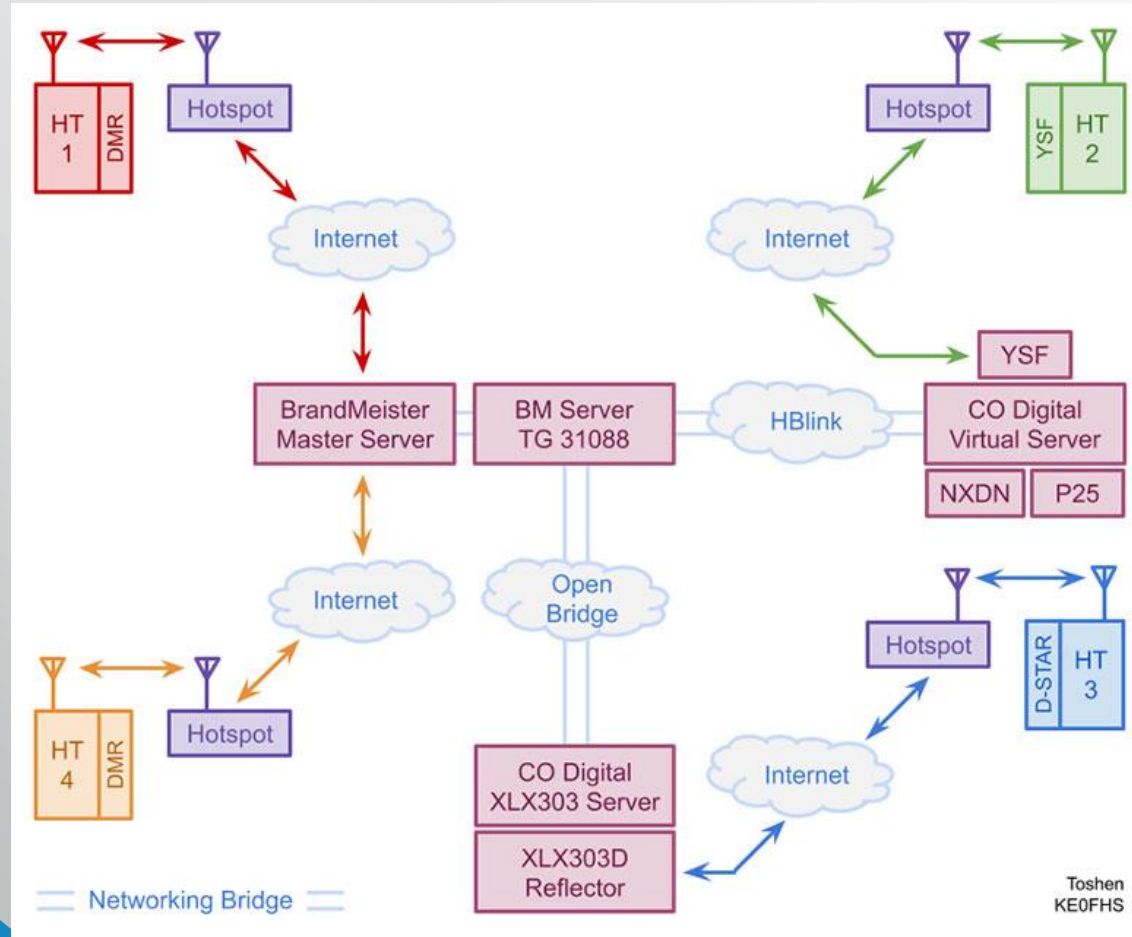 HT
1
DMR
Hotspot
Hotspot
YSF
HT
2
Internet
Internet
YSF
BrandMeister
Master Server
BM Server
TG 31088
HBlink
CO Digital
Virtual Server
NXDN
P25
Internet
Open
Bridge
Hotspot
D-STAR
HT
3
HT
4
DMR
Hotspot
CO Digital
XLX303 Server
Internet
XLX303D
Reflector
Networking Bridge
Toshen
KE0FHS